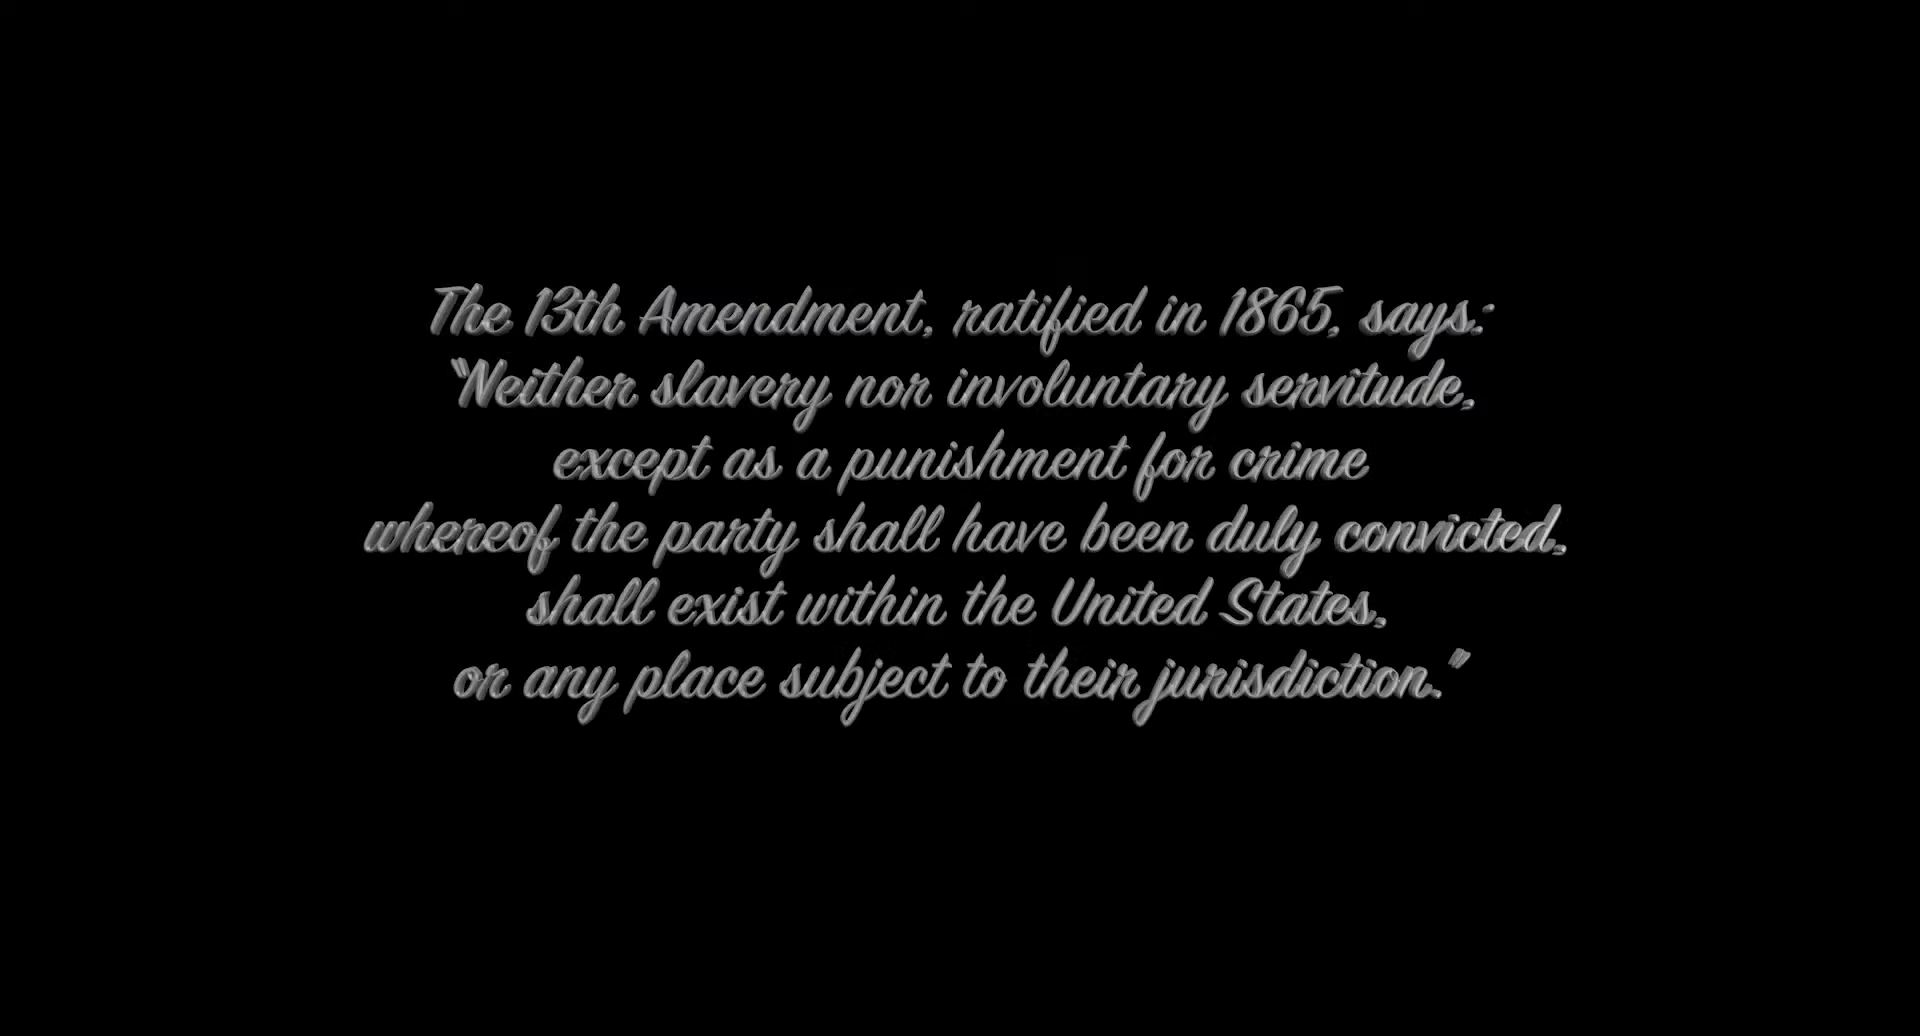 The 13th Amendment, ratified in 1865, says:
“Neither slavery nor involuntary servitude,
except as a punishment for crime
whereof the party shall have been duly convicted,
shall exist within the United States,
or any place subject to their jurisdiction.”